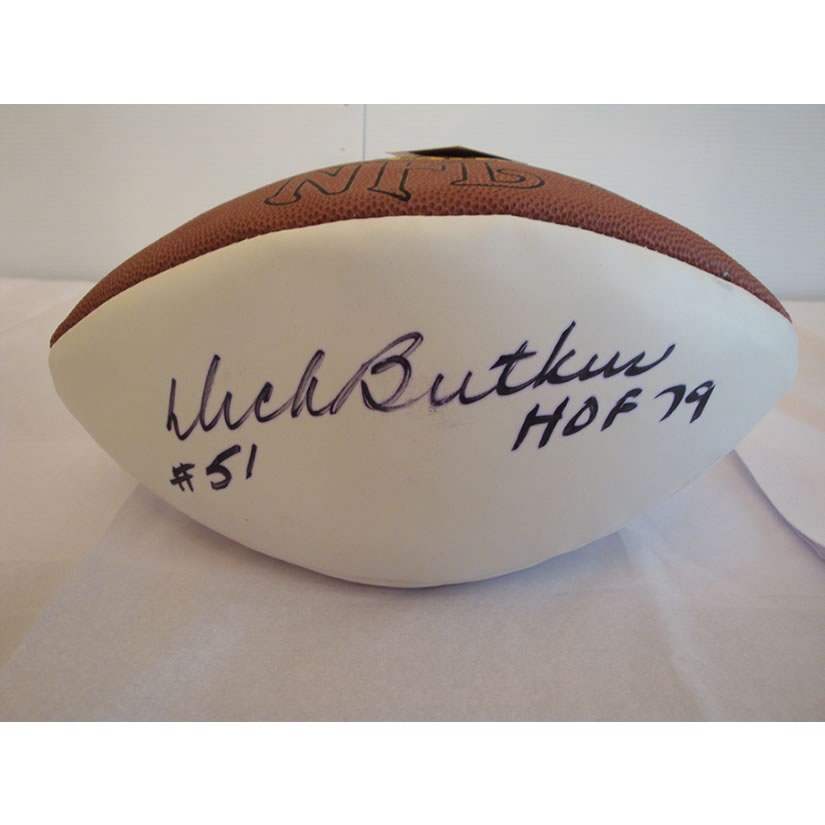 NFL
Dick Butkus
HOF 79
#51